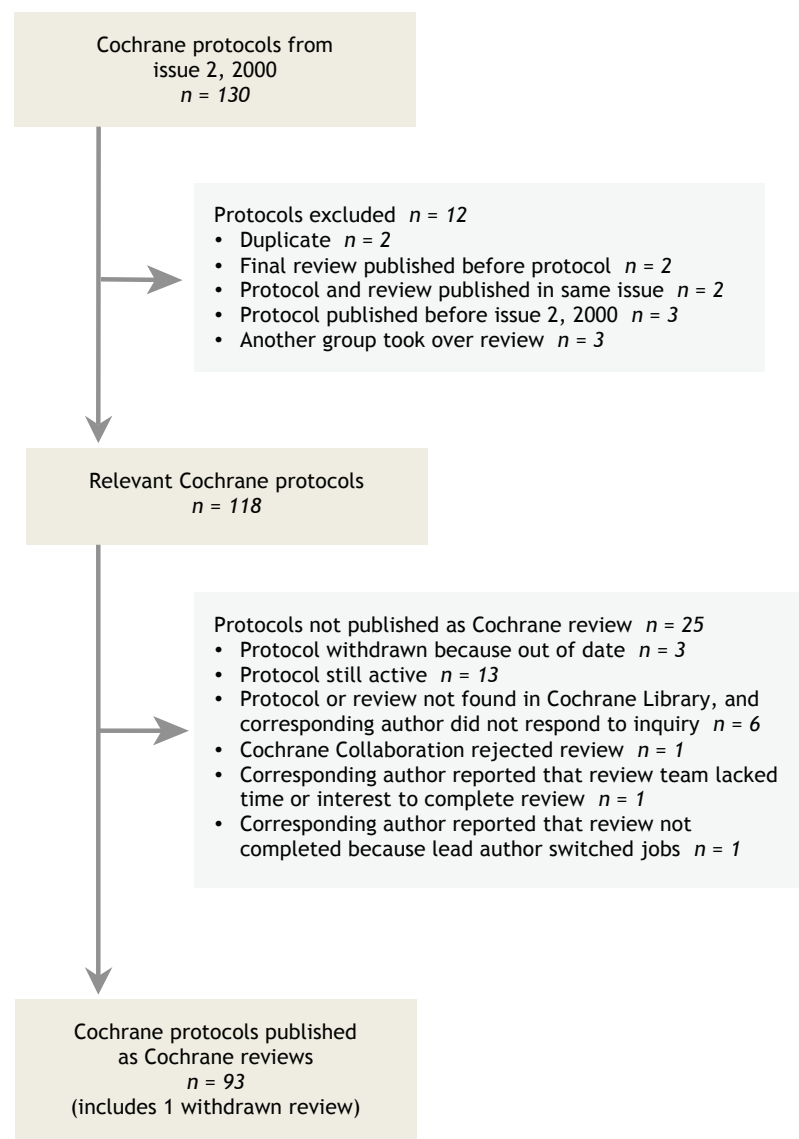 Cochrane protocols from
issue 2, 2000
n = 130
Protocols excluded n = 12
• Duplicate n = 2
• Final review published before protocol n = 2
• Protocol and review published in same issue n = 2
• Protocol published before issue 2, 2000 n = 3
• Another group took over review n = 3
Relevant Cochrane protocols
n = 118
Protocols not published as Cochrane review n = 25
• Protocol withdrawn because out of date n = 3
• Protocol still active n = 13
• Protocol or review not found in Cochrane Library, and
corresponding author did not respond to inquiry n = 6
• Cochrane Collaboration rejected review n = 1
• Corresponding author reported that review team lacked
time or interest to complete review n = 1
• Corresponding author reported that review not
completed because lead author switched jobs n = 1
Cochrane protocols published
as Cochrane reviews
n = 93
(includes 1 withdrawn review)